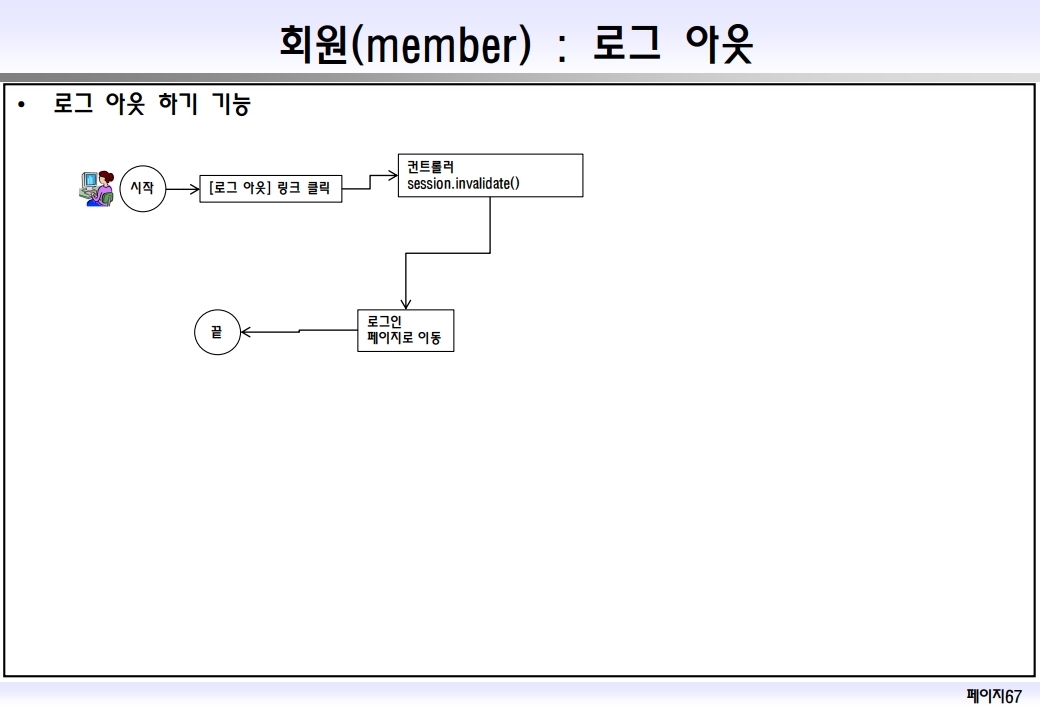 회원(member) : 로그 아웃
• 로그 아웃 하기 기능
시작
[로그 아웃] 링크 클릭
컨트롤러
session.invalidate()
로그인
페이지로 이동
끝
페이지67